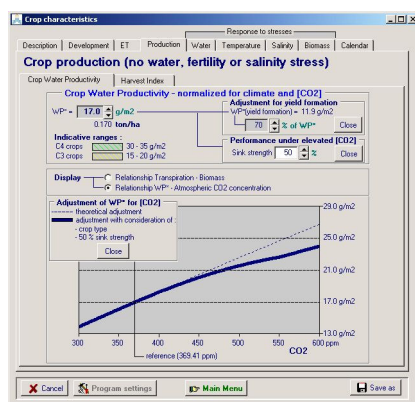 Crop characteristics
Response to stresses
Description Development ET Production Water Temperature Salinity Biomass Calendar
Crop production (no water, fertility or salinity stress)
Crop Water Productivity Harvest Index
Crop Water Productivity - normalized for climate and [CO2]
WP* = 17.0 g/m2
0.170 ton/ha
Indicative ranges :
C4 crops 30 - 35 g/m2
C3 crops 15 - 20 g/m2
Adjustment for yield formation
WP*(yield formation) = 11.9 g/m2
70 % of WP* Close
Performance under elevated [CO2]
Sink strength 50 % Close
Display Relationship Transpiration - Biomass
Relationship WP* - Atmospheric CO2 concentration
Adjustment of WP* for [CO2]
theoretical adjustment
adjustment with consideration of :
- crop type
- 50 % sink strength
Close
29.0 g/m2
25.0 g/m2
21.0 g/m2
17.0 g/m2
13.0 g/m2
300 350 400 450 500 550 600 ppm
reference (369.41 ppm)
CO2
Cancel Program settings Main Menu Save as